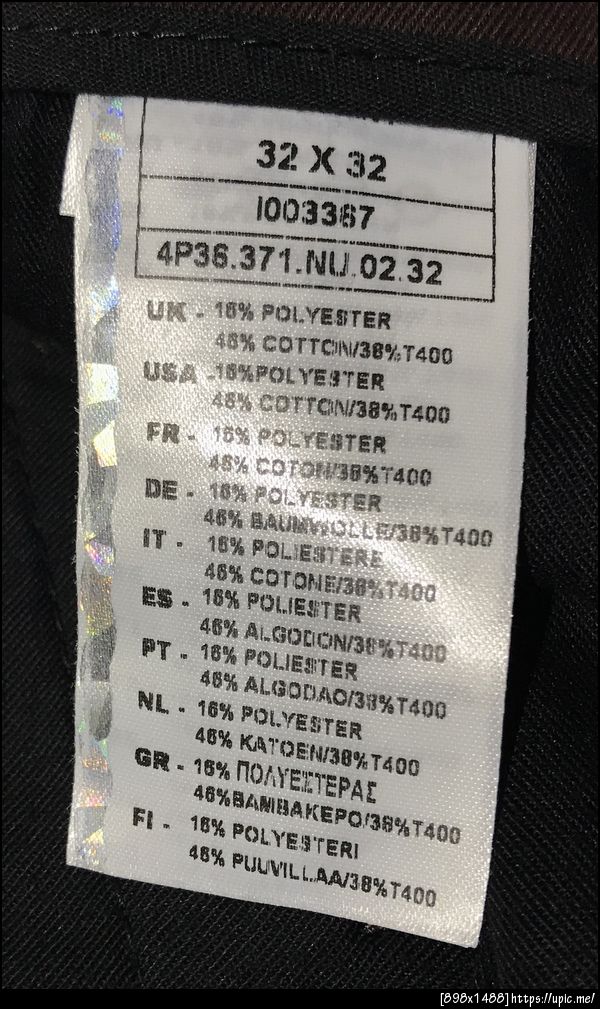 32 X 32
I003367
4P36.371.NU.02.32
UK - 16% POLYESTER
46% COTTON/38%T400
USA -16%POLYESTER
46% COTTON/38%T400
FR - 16% POLYESTER
46% COTON/38%T400
DE - 16% POLYESTER
46% BAUMWOLLE/38%T400
IT - 16% POLIESTERE
46% COTONE/38%T400
ES - 16% POLIESTER
46% ALGODON/38%T400
PT - 16% POLIESTER
46% ALGODAO/38%T400
NL - 16% POLYESTER
46% KATOEN/38%T400
GR - 16% ΠΟΛΥΕΣΤΕΡΑΣ
46%ΒΑΜΒΑΚΕΡΟ/38%T400
FI - 16% POLYESTERI
46% PUUVILLAA/38%T400
[898x1488]https://upic.me/